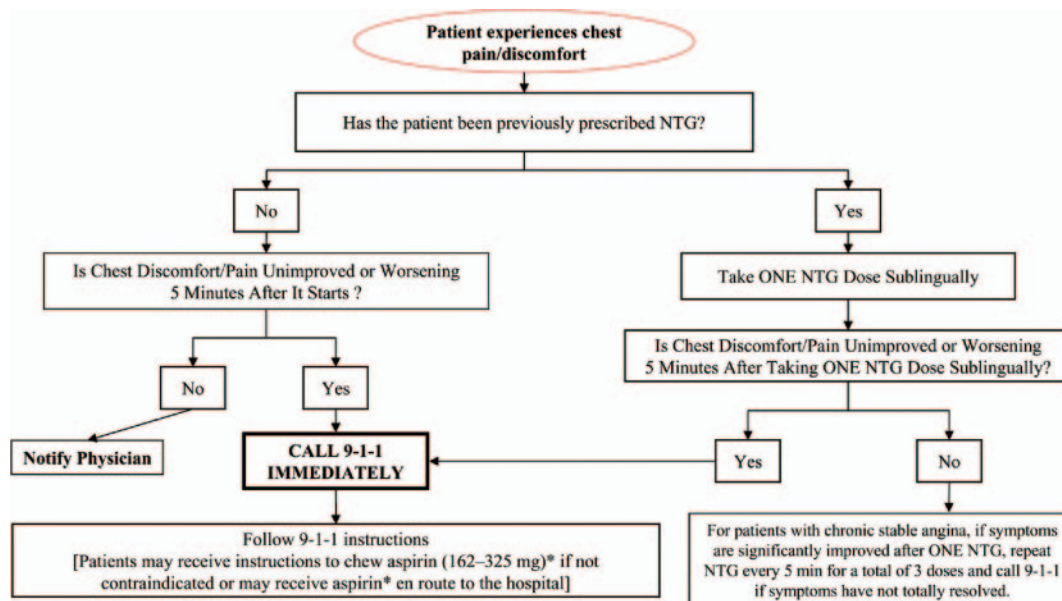 Patient experiences chest
pain/discomfort
Has the patient been previously prescribed NTG?
No
Yes
Is Chest Discomfort/Pain Unimproved or Worsening
5 Minutes After It Starts ?
Take ONE NTG Dose Sublingually
Is Chest Discomfort/Pain Unimproved or Worsening
5 Minutes After Taking ONE NTG Dose Sublingually?
No
Yes
Notify Physician
CALL 9-1-1
IMMEDIATELY
Yes
No
Follow 9-1-1 instructions
[Patients may receive instructions to chew aspirin (162–325 mg)* if not
contraindicated or may receive aspirin* en route to the hospital]
For patients with chronic stable angina, if symptoms
are significantly improved after ONE NTG, repeat
NTG every 5 min for a total of 3 doses and call 9-1-1
if symptoms have not totally resolved.